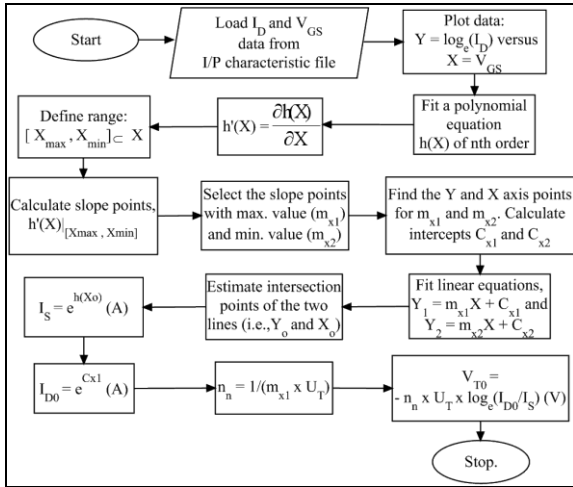 Start
Load I_D and V_GS
data from
I/P characteristic file
Plot data:
Y = log_e(I_D) versus
X = V_GS
Fit a polynomial
equation
h(X) of nth order
h'(X) = ∂h(X)/∂X
Define range:
[ X_max , X_min ]⊂ X
Calculate slope points,
h'(X)|_[Xmax , Xmin]
Select the slope points
with max. value (m_x1)
and min. value (m_x2)
Find the Y and X axis points
for m_x1 and m_x2. Calculate
intercepts C_x1 and C_x2
Fit linear equations,
Y_1 = m_x1X + C_x1 and
Y_2 = m_x2X + C_x2
Estimate intersection
points of the two
lines (i.e.,Y_o and X_o)
I_S = e^h(Xo) (A)
I_D0 = e^Cx1 (A)
n_n = 1/(m_x1 x U_T)
V_T0 =
- n_n x U_T x log_e(I_D0/I_S) (V)
Stop.